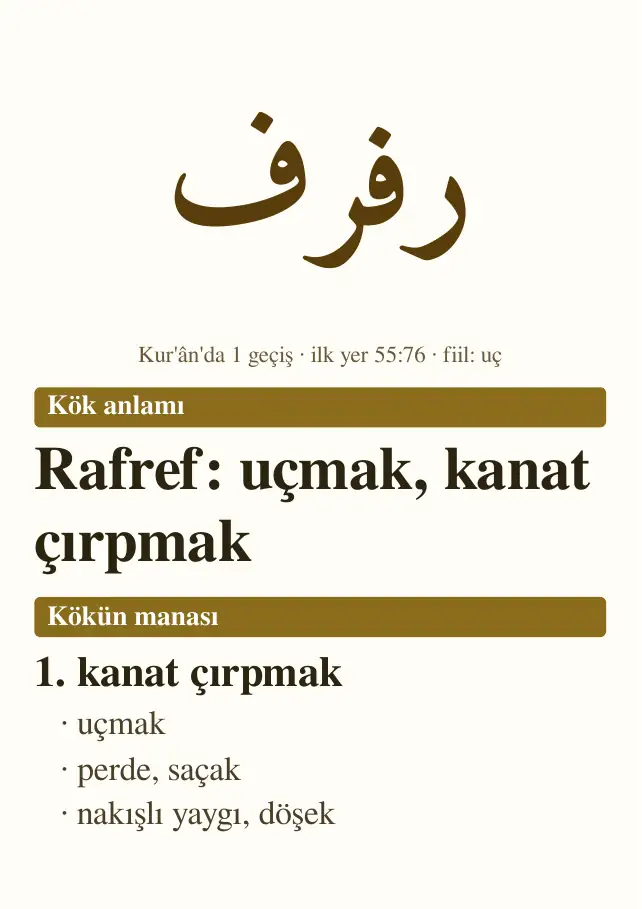 رفرف
Kur'ân'da 1 geçiş · ilk yer 55:76 · fiil: uç
Kök anlamı
Rafref: uçmak, kanat
çırpmak
Kökün manası
1. kanat çırpmak
· uçmak
· perde, saçak
· nakışlı yaygı, döşek